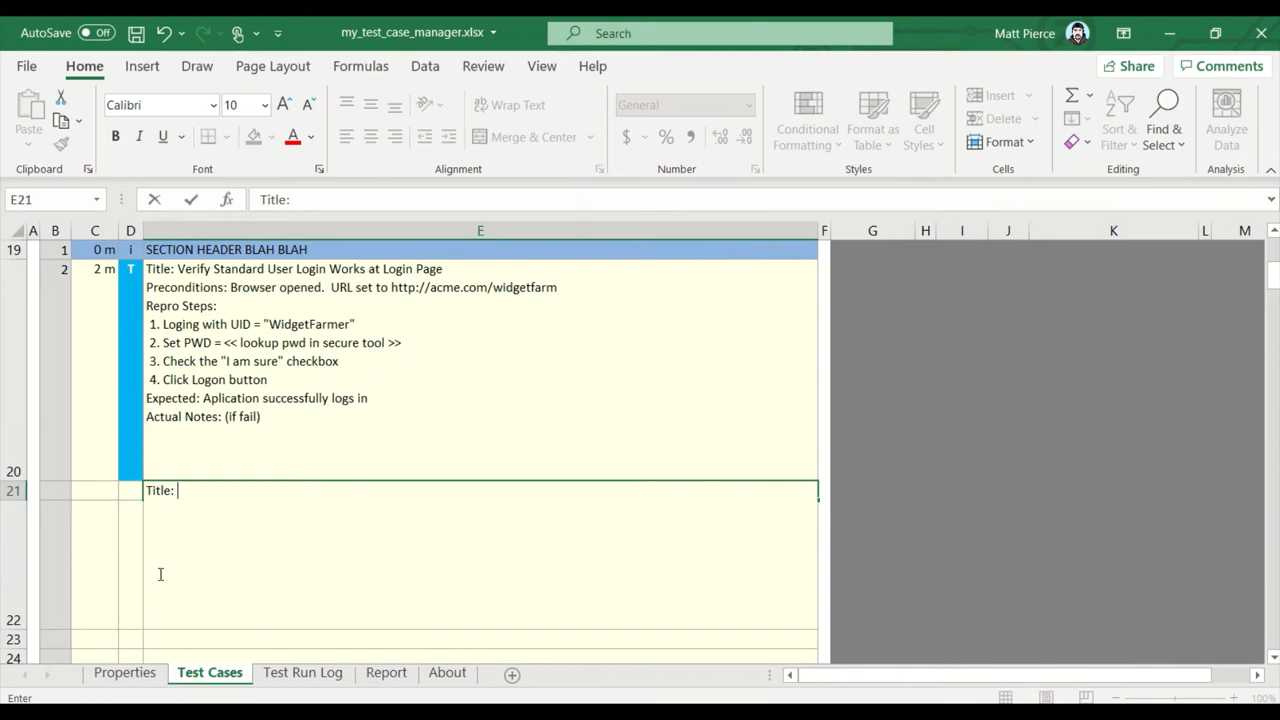 AutoSave Off my_test_case_manager.xlsx Search Matt Pierce
File Home Insert Draw Page Layout Formulas Data Review View Help Share Comments
Paste Calibri 10 A A Wrap Text General Conditional Formatting Format as Table Cell Styles Insert Sort & Filter Find & Select Analyze Data
B I U A Merge & Center $ % Delete
Format
Clipboard Font Alignment Number Styles Cells Editing Analysis
E21 fx Title:
A B C D E F G H I J K L M
19 1 0 m i SECTION HEADER BLAH BLAH
2 2 m T Title: Verify Standard User Login Works at Login Page
Preconditions: Browser opened.  URL set to http://acme.com/widgetfarm
Repro Steps:
1. Loging with UID = "WidgetFarmer"
2. Set PWD = << lookup pwd in secure tool >>
3. Check the "I am sure" checkbox
4. Click Logon button
Expected: Aplication successfully logs in
Actual Notes: (if fail)
20
21 Title:
22
23
24
Properties Test Cases Test Run Log Report About
Enter 100%